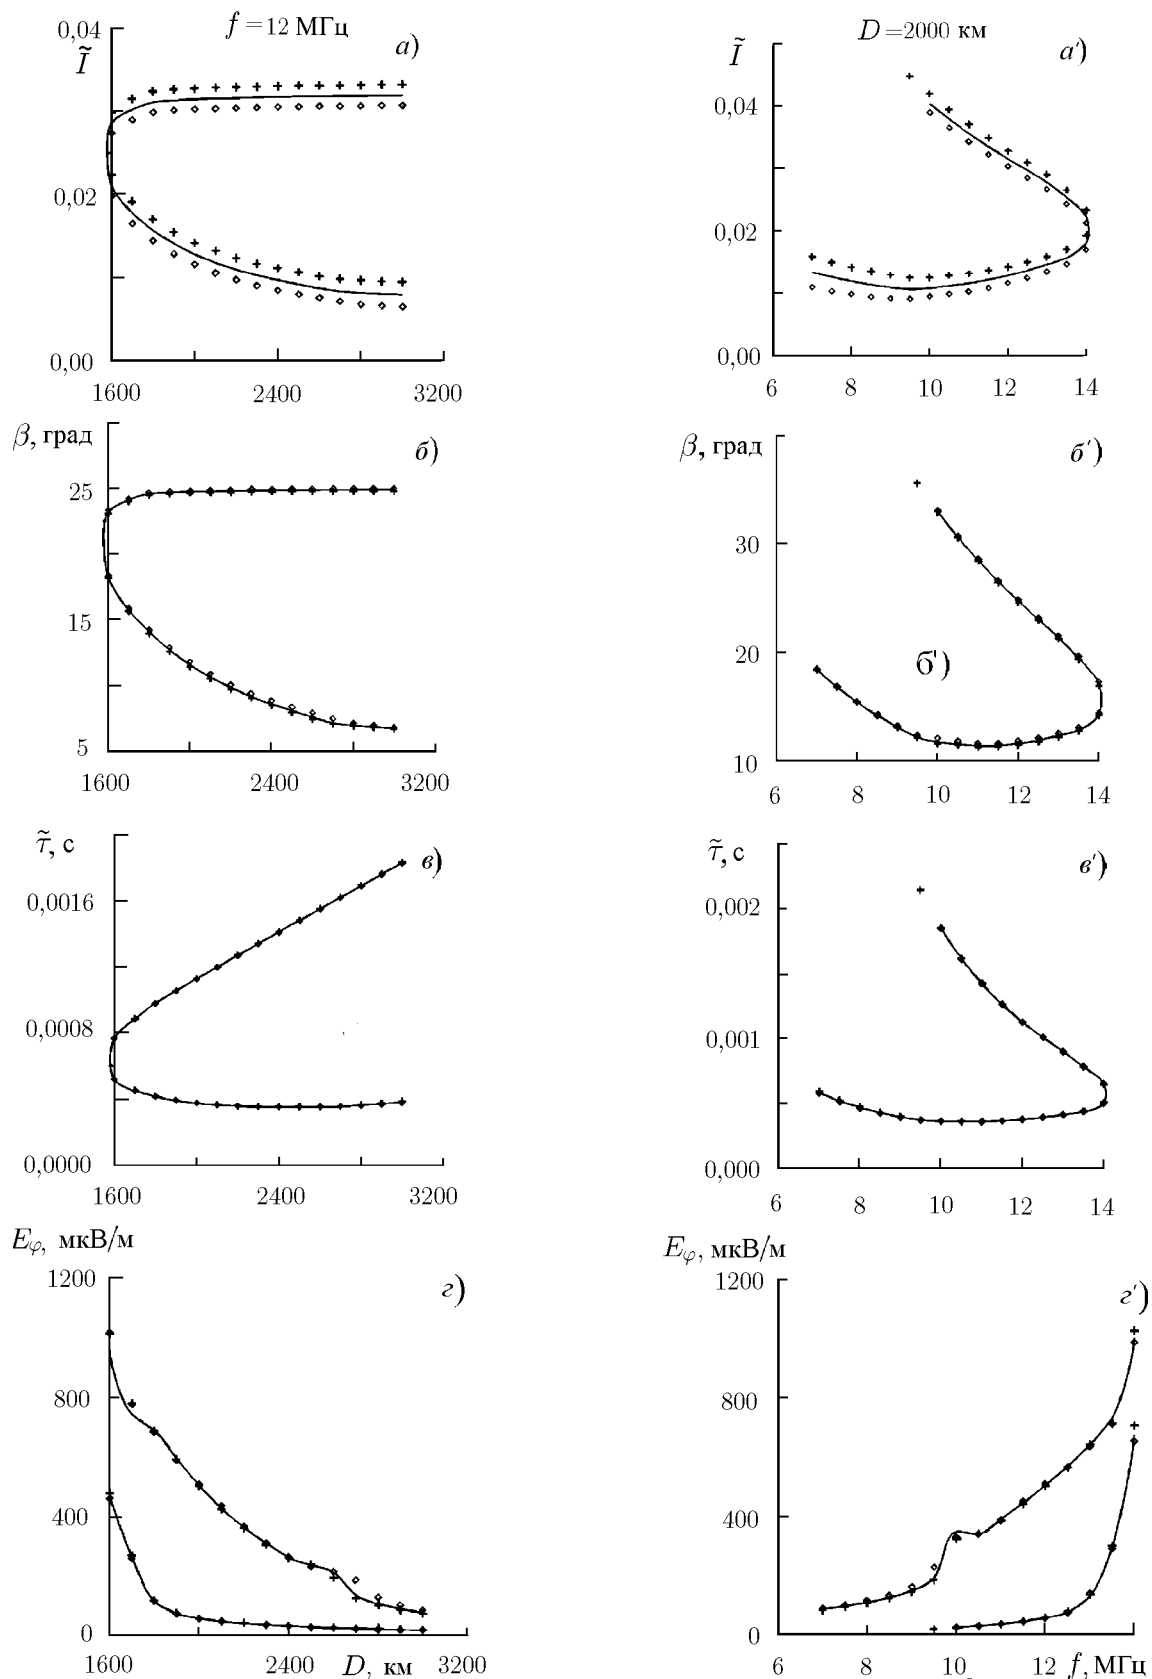 f=12 МГц
D=2000 км
0,04
Ĩ
а)
0,02
0,00
1600 2400 3200
Ĩ
а′)
0,04
0,02
0,00
6 8 10 12 14
β, град
б)
25
15
5
1600 2400 3200
β, град
б′)
30
20
б′)
10
6 8 10 12 14
τ̃, с
в)
0,0016
0,0008
0,0000
1600 2400 3200
τ̃, с
в′)
0,002
0,001
0,000
6 8 10 12 14
Eφ, мкВ/м
1200
г)
800
400
0
1600 2400 D, км 3200
Eφ, мкВ/м
1200
г′)
800
400
0
6 8 10 12 f, МГц